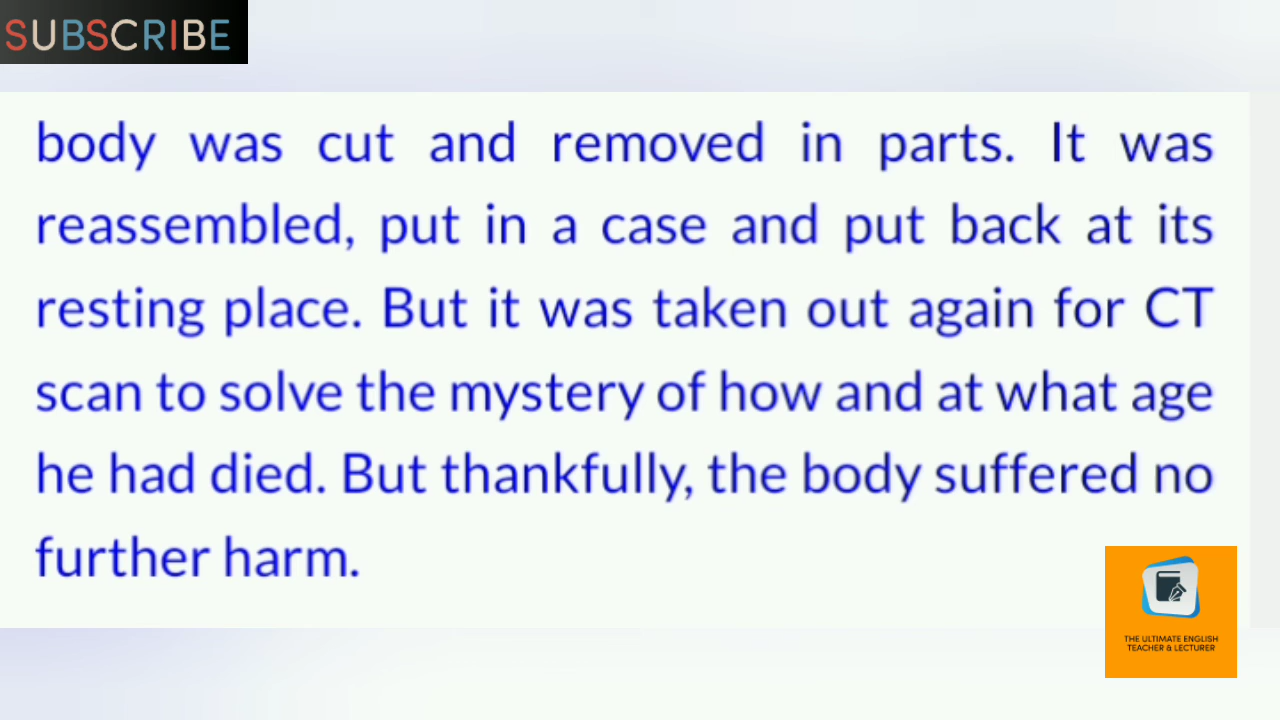 SUBSCRIBE
body was cut and removed in parts. It was
reassembled, put in a case and put back at its
resting place. But it was taken out again for CT
scan to solve the mystery of how and at what age
he had died. But thankfully, the body suffered no
further harm.
THE ULTIMATE ENGLISH
TEACHER & LECTURER